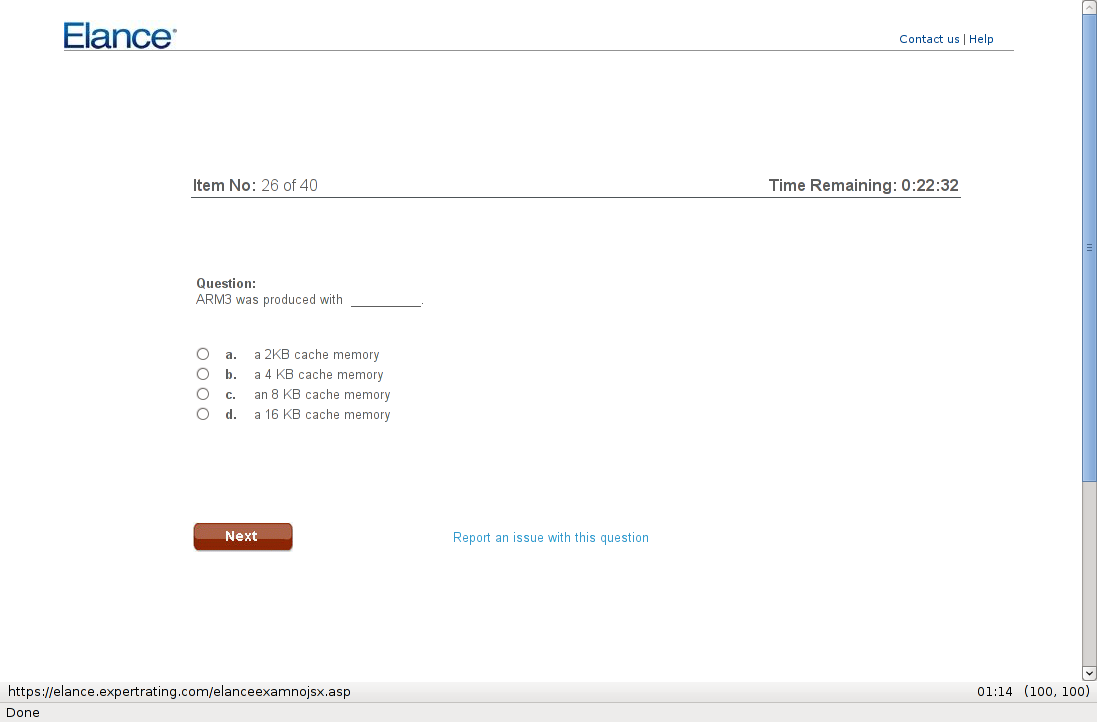 Elance®
Contact us | Help
Item No: 26 of 40
Time Remaining: 0:22:32
Question:
ARM3 was produced with __________.
a. a 2KB cache memory
b. a 4 KB cache memory
c. an 8 KB cache memory
d. a 16 KB cache memory
Next
Report an issue with this question
https://elance.expertrating.com/elanceexamnojsx.asp
01:14 (100, 100)
Done